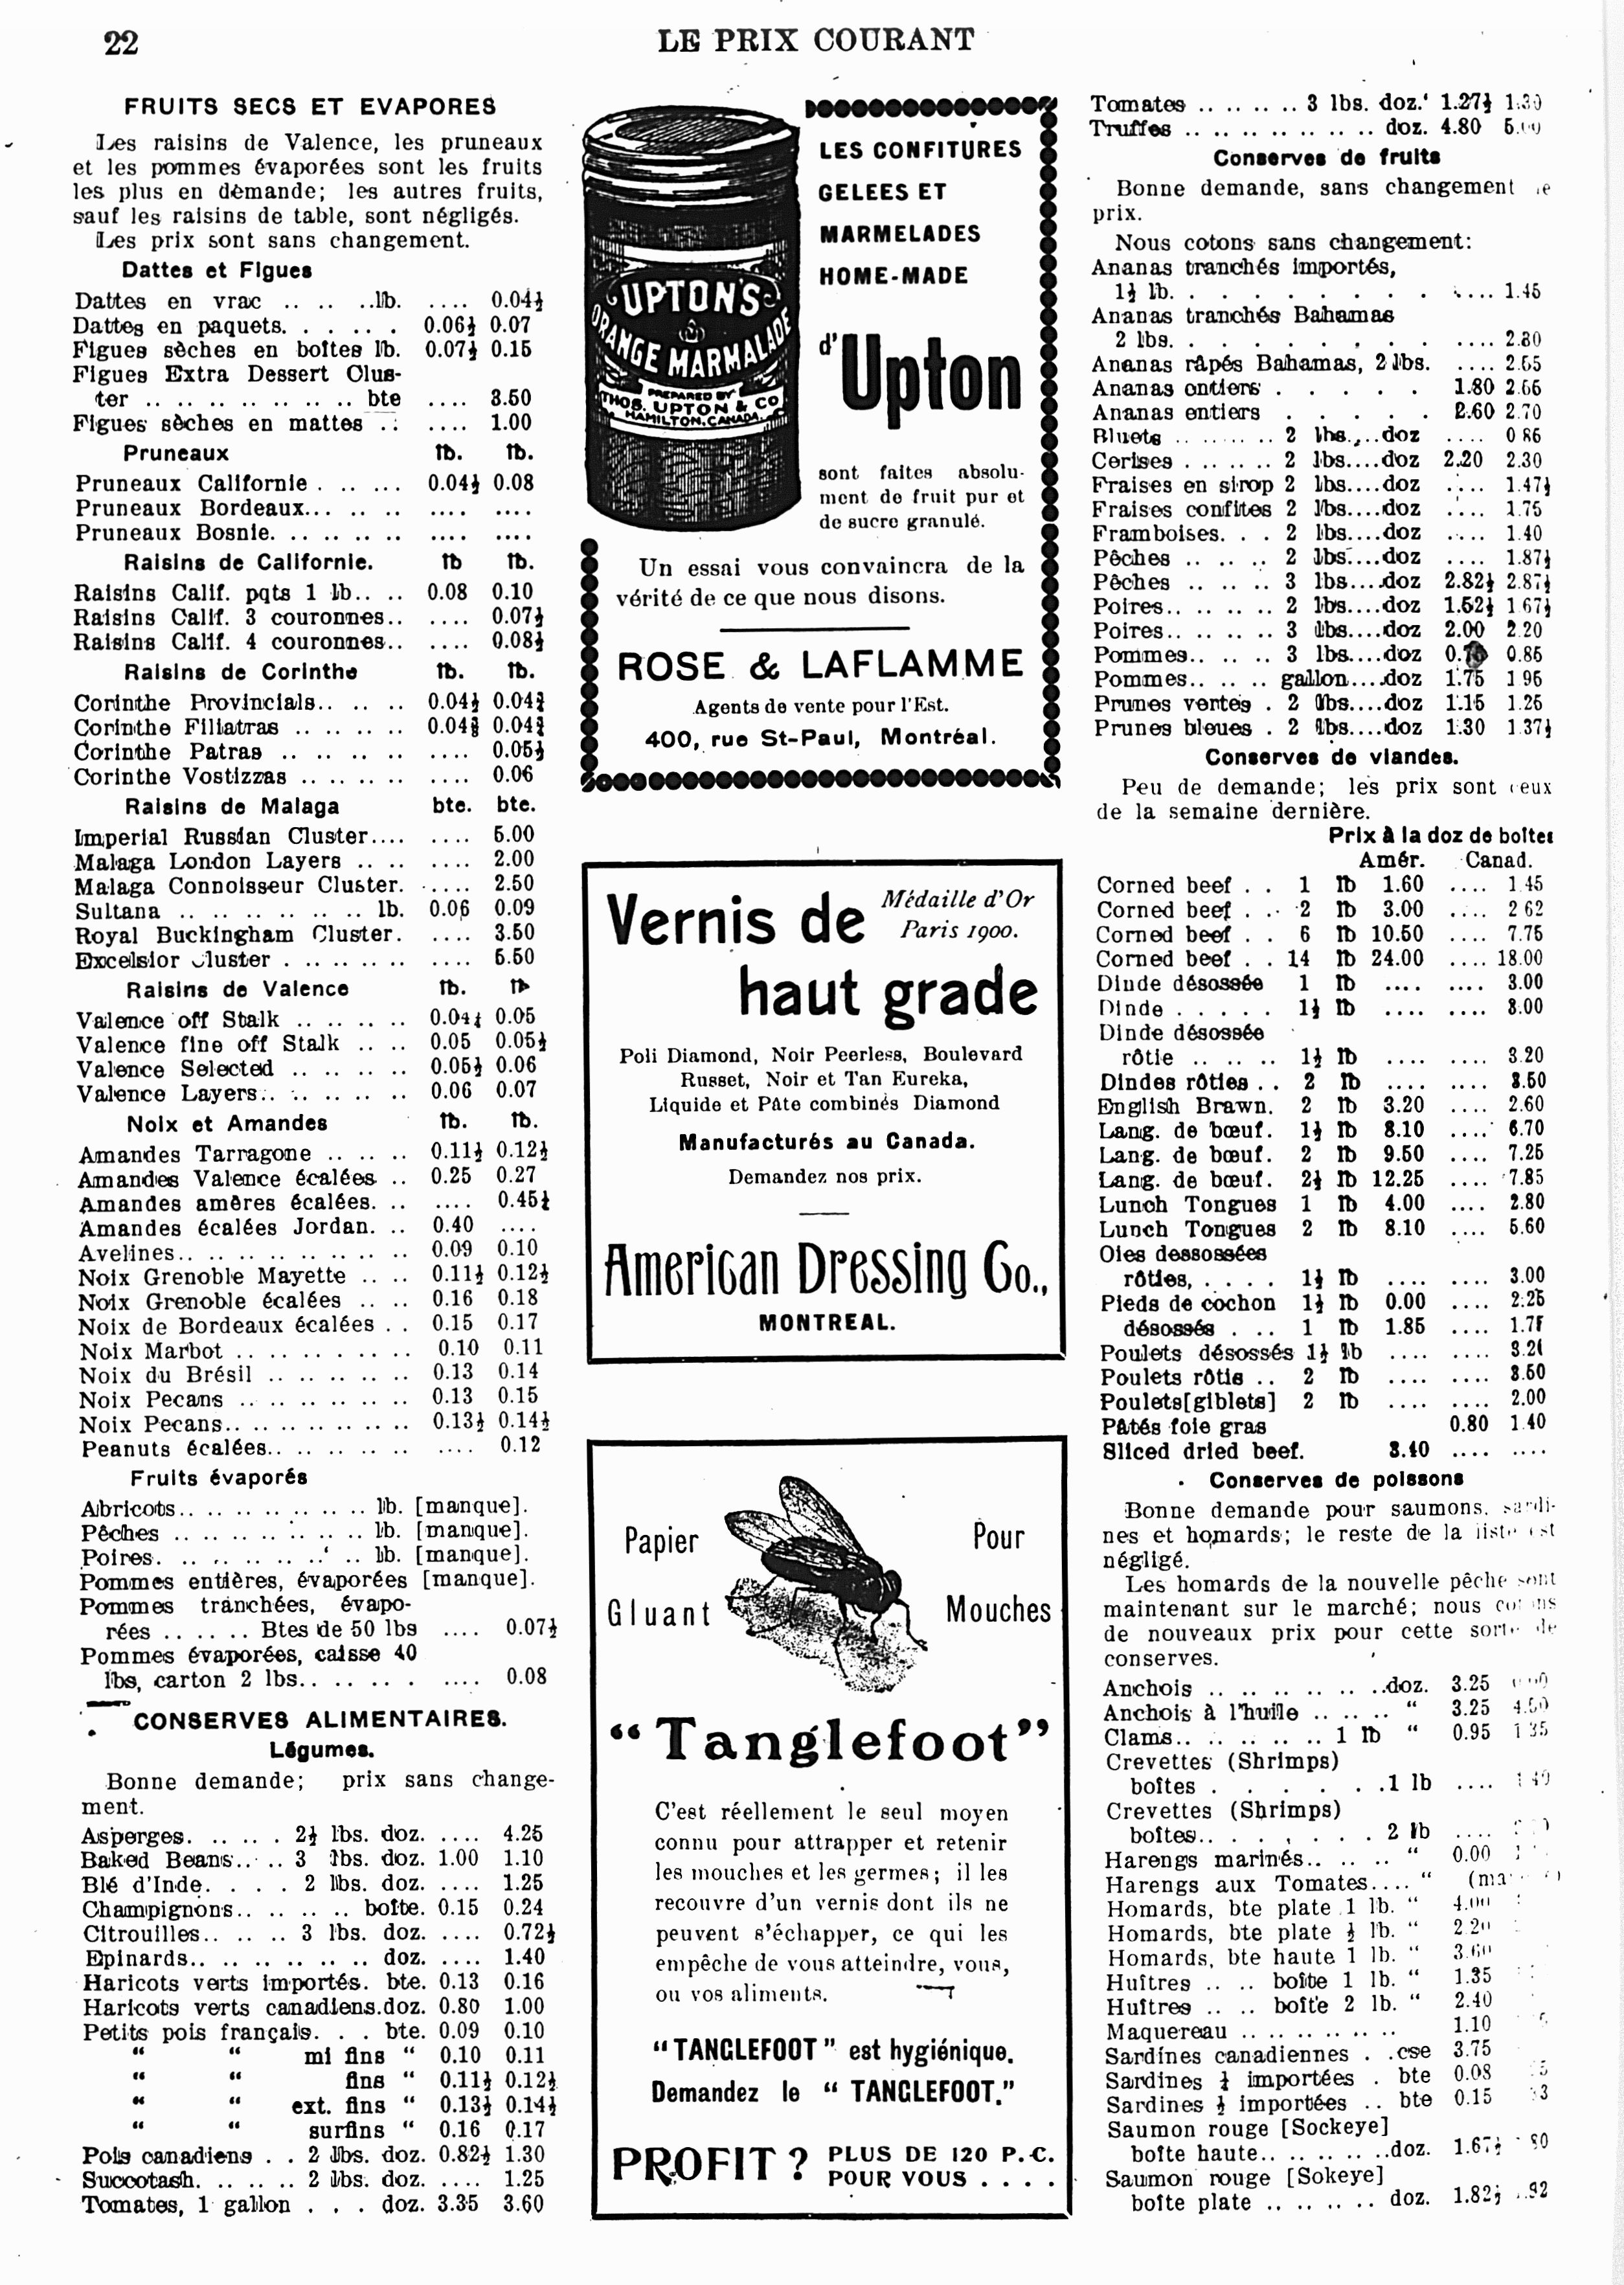 22
LE PRIX COURANT
FRUITS SECS ET EVAPORES
Les raisins de Valence, les pruneaux
et les pommes évaporées sont les fruits
les plus en demande; les autres fruits,
sauf les raisins de table, sont négligés.
Les prix sont sans changement.
Dattes et Figues
Dattes en vrac .. .. ..lb. .... 0.04½
Dattes en paquets. . . . . . 0.06½ 0.07
Figues sèches en boîtes lb. 0.07½ 0.15
Figues Extra Dessert Clus-
ter .. .. .. .. .. .. .. bte .... 3.50
Figues sèches en mattes .. .... 1.00
Pruneaux lb. lb.
Pruneaux Californie . .. ... 0.04½ 0.08
Pruneaux Bordeaux... .. .. .... ....
Pruneaux Bosnie. .. .. .. .. .... ....
Raisins de Californie. lb lb.
Raisins Calif. pqts 1 lb.. .. 0.08 0.10
Raisins Calif. 3 couronnes.. .... 0.07½
Raisins Calif. 4 couronnes.. .... 0.08½
Raisins de Corinthe lb. lb.
Corinthe Provincials.. .. .. 0.04½ 0.04¾
Corinthe Filiatras .. .. .. .. 0.04⅝ 0.04¾
Corinthe Patras .. .. .. .. .. .... 0.05½
Corinthe Vostizzas .. .. .. .. .... 0.06
Raisins de Malaga bte. bte.
Imperial Russian Cluster.... .... 5.00
Malaga London Layers .. .. .... 2.00
Malaga Connoisseur Cluster. .... 2.50
Sultana .. .. .. .. .. .. .. lb. 0.06 0.09
Royal Buckingham Cluster. .... 3.50
Excelsior Cluster . .. .. .. .. .... 5.50
Raisins de Valence lb. lb
Valence off Stalk .. .. .. .. 0.04½ 0.05
Valence fine off Stalk .. .. 0.05 0.05½
Valence Selected .. .. .. .. 0.05½ 0.06
Valence Layers.. .. .. .. .. 0.06 0.07
Noix et Amandes lb. lb.
Amandes Tarragone .. .. .. 0.11½ 0.12½
Amandes Valence écalées .. 0.25 0.27
Amandes amères écalées. .. .... 0.45½
Amandes écalées Jordan. .. 0.40 ....
Avelines.. .. .. .. .. .. .. .. 0.09 0.10
Noix Grenoble Mayette .. .. 0.11½ 0.12½
Noix Grenoble écalées .. .. 0.16 0.18
Noix de Bordeaux écalées . . 0.15 0.17
Noix Marbot .. .. .. .. .. .. 0.10 0.11
Noix du Brésil .. .. .. .. .. 0.13 0.14
Noix Pecans .. .. .. .. .. .. 0.13 0.15
Noix Pecans.. .. .. .. .. .. .. 0.13½ 0.14½
Peanuts écalées.. .. .. .. .. .... 0.12
Fruits évaporés
Abricots.. .. .. .. .. .. .. lb. [manque].
Pêches .. .. .. .. .. .. .. lb. [manque].
Poires. .. .. .. .. .. .. .. lb. [manque].
Pommes entières, évaporées [manque].
Pommes tranchées, évapo-
rées .. .. .. Btes de 50 lbs .... 0.07½
Pommes évaporées, caisse 40
lbs, carton 2 lbs.. .. .. .. .... 0.08
CONSERVES ALIMENTAIRES.
Légumes.
Bonne demande; prix sans change-
ment.
Asperges. .. .. . 2½ lbs. doz. .... 4.25
Baked Beans.. .. 3 lbs. doz. 1.00 1.10
Blé d'Inde. . . . 2 lbs. doz. .... 1.25
Champignons.. .. .. .. boîte. 0.15 0.24
Citrouilles.. .. .. 3 lbs. doz. .... 0.72½
Epinards.. .. .. .. .. .. doz. .... 1.40
Haricots verts importés. bte. 0.13 0.16
Haricots verts canadiens.doz. 0.80 1.00
Petits pois français. . . bte. 0.09 0.10
" " mi fins " 0.10 0.11
" " fins " 0.11½ 0.12½
" " ext. fins " 0.13½ 0.14½
" " surfins " 0.16 0.17
Pois canadiens . . 2 lbs. doz. 0.82½ 1.30
Succotash. .. .. .. 2 lbs. doz. .... 1.25
Tomates, 1 gallon . . . doz. 3.35 3.60
UPTON'S
ORANGE MARMALADE
PREPARED BY
THOS. UPTON & CO
HAMILTON, CANADA.
LES CONFITURES
GELEES ET
MARMELADES
HOME-MADE
d'Upton
sont faites absolu-
ment de fruit pur et
de sucre granulé.
Un essai vous convaincra de la
vérité de ce que nous disons.
ROSE & LAFLAMME
Agents de vente pour l'Est.
400, rue St-Paul, Montréal.
Vernis de
Médaille d'Or
Paris 1900.
haut grade
Poli Diamond, Noir Peerless, Boulevard
Russet, Noir et Tan Eureka,
Liquide et Pâte combinés Diamond
Manufacturés au Canada.
Demandez nos prix.
American Dressing Co.,
MONTREAL.
Papier Pour
Gluant Mouches
"Tanglefoot"
C'est réellement le seul moyen
connu pour attrapper et retenir
les mouches et les germes; il les
recouvre d'un vernis dont ils ne
peuvent s'échapper, ce qui les
empêche de vous atteindre, vous,
ou vos aliments.
"TANGLEFOOT" est hygiénique.
Demandez le "TANGLEFOOT."
PROFIT? PLUS DE 120 P.C.
POUR VOUS . . . .
Tomates .. .. .. .. 3 lbs. doz. 1.27½ 1.30
Truffes .. .. .. .. .. .. .. doz. 4.80 5.00
Conserves de fruits
Bonne demande, sans changement de
prix.
Nous cotons sans changement:
Ananas tranchés importés,
1½ lb. . . . . . . . . . .... 1.45
Ananas tranchés Bahamas
2 lbs. . . . . . . . . . .... 2.80
Ananas râpés Bahamas, 2 lbs. .... 2.65
Ananas entiers . . . . . 1.80 2.66
Ananas entiers . . . . . 2.60 2.70
Bluets .. .. .. .. 2 lbs...doz .... 0 86
Cerises . .. .. .. 2 lbs....doz 2.20 2.30
Fraises en sirop 2 lbs....doz .... 1.47½
Fraises confites 2 lbs....doz .... 1.75
Framboises. . . 2 lbs....doz .... 1.40
Pêches .. .. .. 2 lbs....doz .... 1.87½
Pêches .. .. .. 3 lbs....doz 2.82½ 2.87½
Poires.. .. .. .. 2 lbs....doz 1.52½ 1 67½
Poires.. .. .. .. 3 lbs....doz 2.00 2.20
Pommes.. .. .. 3 lbs....doz 0.86
Pommes.. .. .. gallon....doz 1.75 1 95
Prunes vertes . 2 lbs....doz 1.15 1.25
Prunes bleues . 2 lbs....doz 1.30 1.37½
Conserves de viandes.
Peu de demande; les prix sont ceux
de la semaine dernière.
Prix à la doz de boîtes
Amér. Canad.
Corned beef . . 1 lb 1.60 .... 1 45
Corned beef . . 2 lb 3.00 .... 2 62
Corned beef . . 6 lb 10.50 .... 7.75
Corned beef . . 14 lb 24.00 .... 18.00
Dinde désossée 1 lb .... .... 3.00
Dinde . . . . . 1½ lb .... .... 3.00
Dinde désossée
rôtie .. .. .. 1½ lb .... .... 3.20
Dindes rôties . . 2 lb .... .... 3.50
English Brawn. 2 lb 3.20 .... 2.60
Lang. de bœuf. 1½ lb 8.10 .... 6.70
Lang. de bœuf. 2 lb 9.50 .... 7.25
Lang. de bœuf. 2½ lb 12.25 .... 7.85
Lunch Tongues 1 lb 4.00 .... 2.80
Lunch Tongues 2 lb 8.10 .... 5.60
Oies dessossées
rôties, . . . . 1½ lb .... .... 3.00
Pieds de cochon 1½ lb 0.00 .... 2.25
désossés . .. 1 lb 1.85 ....
Poulets désossés 1½ lb .... ....
Poulets rôtis .. 2 lb .... .... 3.50
Poulets[giblets] 2 lb .... .... 2.00
Pâtés foie gras 0.80 1.40
Sliced dried beef. 3.40 .... ....
Conserves de poissons
Bonne demande pour saumons, sardi-
nes et homards; le reste de la liste est
négligé.
Les homards de la nouvelle pêche sont
maintenant sur le marché; nous cotons
de nouveaux prix pour cette sorte de
conserves.
Anchois .. .. .. .. .. ..doz. 3.25
Anchois à l'huile .. .. .. " 3.25 4.50
Clams.. .. .. .. .. .. 1 lb " 0.95 1 35
Crevettes (Shrimps)
boîtes . . . . . . .1 lb .... 1 40
Crevettes (Shrimps)
boîtes.. . . . . . . 2 lb ....
Harengs marinés.. .. .. " 0.00
Harengs aux Tomates.... "
Homards, bte plate 1 lb. " 4.00
Homards, bte plate ½ lb. " 2 20
Homards, bte haute 1 lb. " 3.60
Huîtres .. .. boîte 1 lb. " 1.35
Huîtres .. .. boîte 2 lb. " 2.40
Maquereau .. .. .. .. .. 1.10
Sardines canadiennes . .cse 3.75
Sardines ¼ importées . bte 0.08
Sardines ½ importées .. bte 0.15
Saumon rouge [Sockeye]
boîte haute.. .. .. .. ..doz. 1.67½
Saumon rouge [Sokeye]
boîte plate .. .. .. .. doz. 1.82½